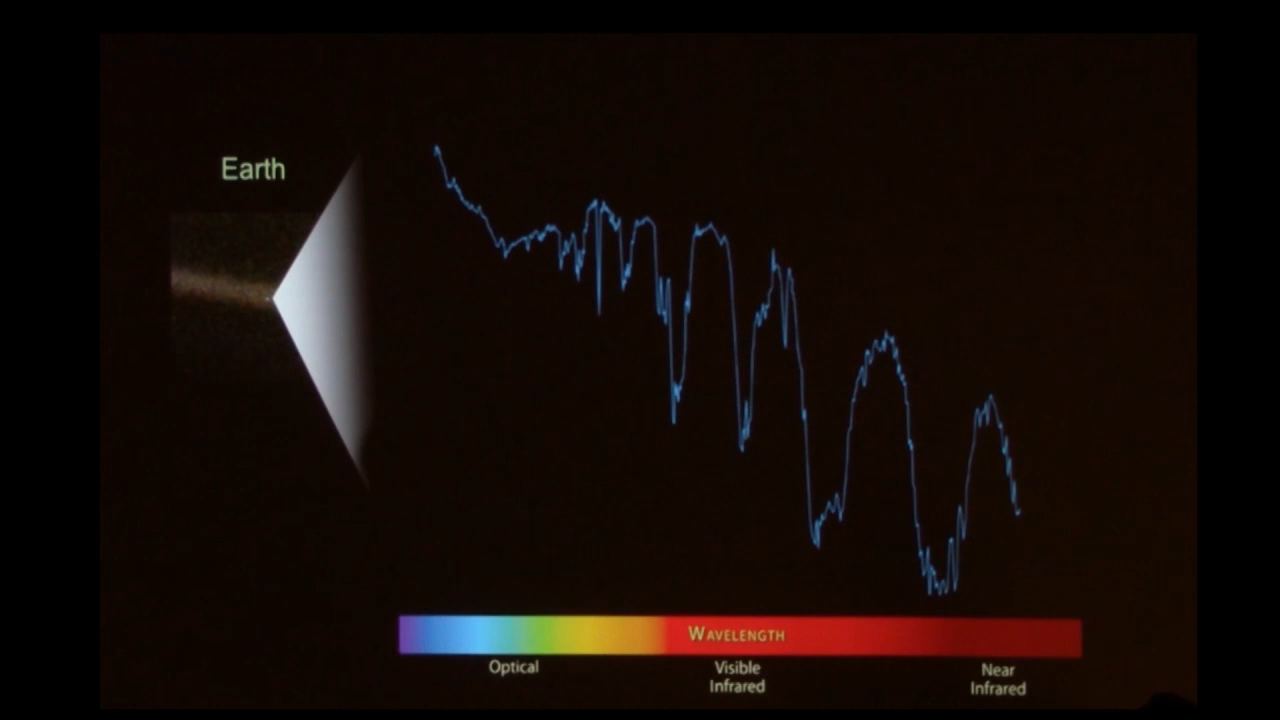 Earth
WAVELENGTH
Optical
Visible
Infrared
Near
Infrared